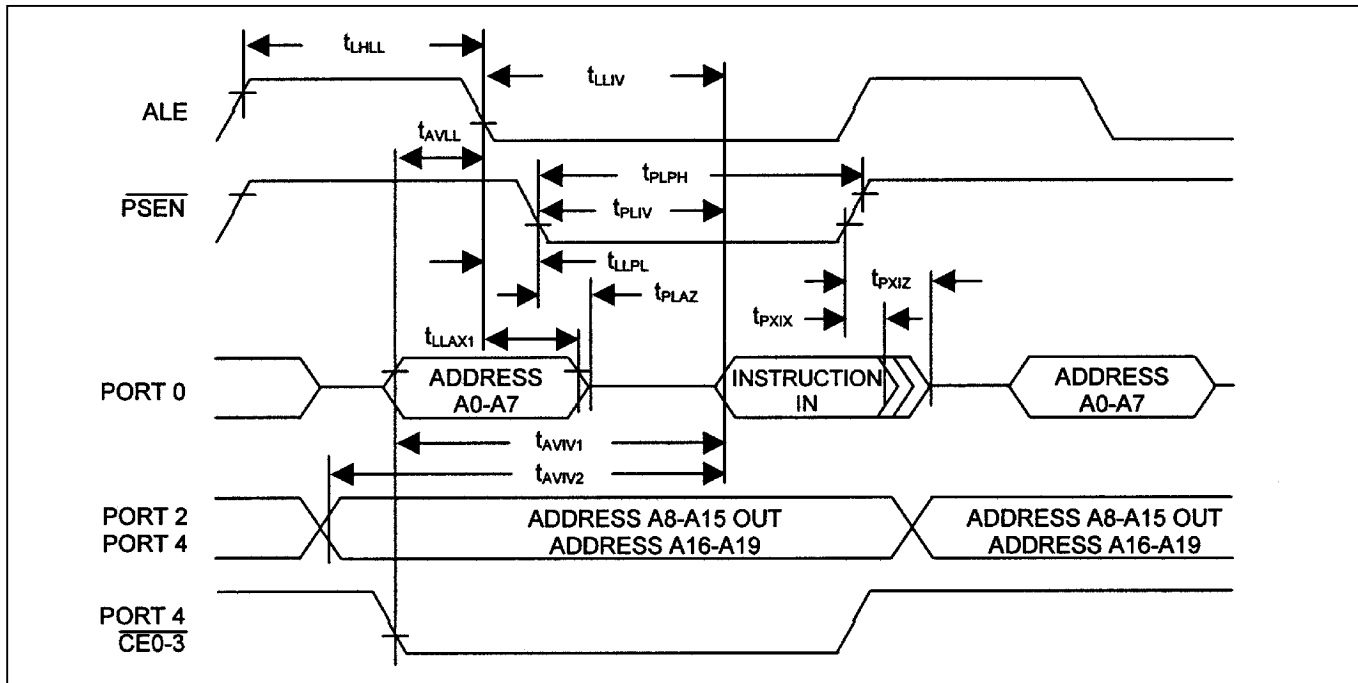 tLHLL
tLLIV
ALE
tAVLL
tPLPH
PSEN
tPLIV
tLLPL
tPXIZ
tPLAZ
tPXIX
tLLAX1
PORT 0
ADDRESS
A0-A7
INSTRUCTION
IN
ADDRESS
A0-A7
tAVIV1
tAVIV2
PORT 2
PORT 4
ADDRESS A8-A15 OUT
ADDRESS A16-A19
ADDRESS A8-A15 OUT
ADDRESS A16-A19
PORT 4
CE0-3